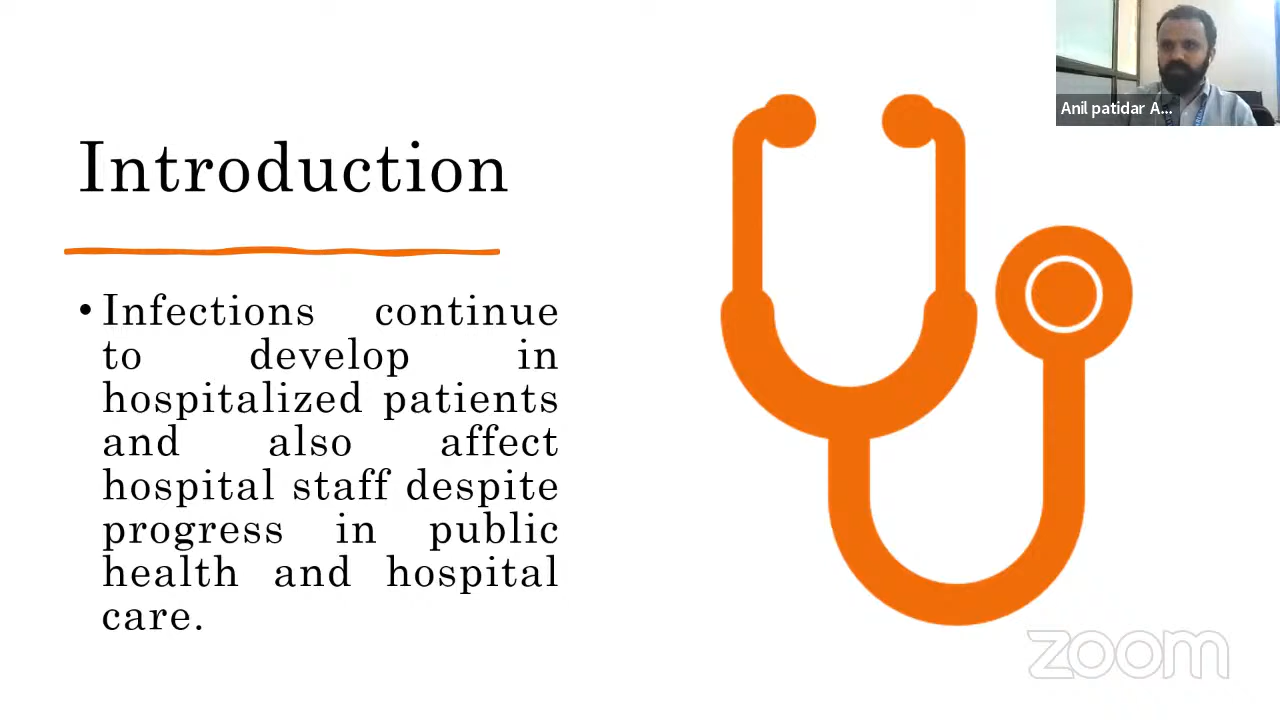 Introduction
• Infections continue
to develop in
hospitalized patients
and also affect
hospital staff despite
progress in public
health and hospital
care.
Anil patidar A...
zoom